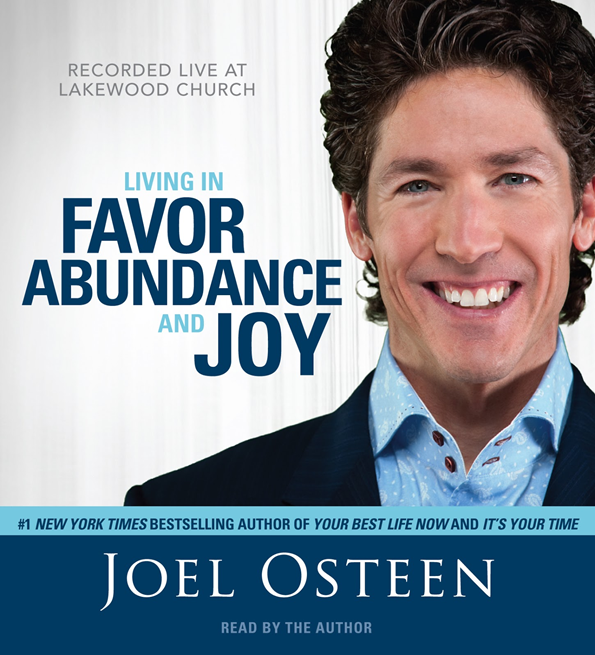 RECORDED LIVE AT
LAKEWOOD CHURCH
LIVING IN
FAVOR
ABUNDANCE
AND
JOY
#1 NEW YORK TIMES BESTSELLING AUTHOR OF YOUR BEST LIFE NOW AND IT'S YOUR TIME
JOEL OSTEEN
READ BY THE AUTHOR